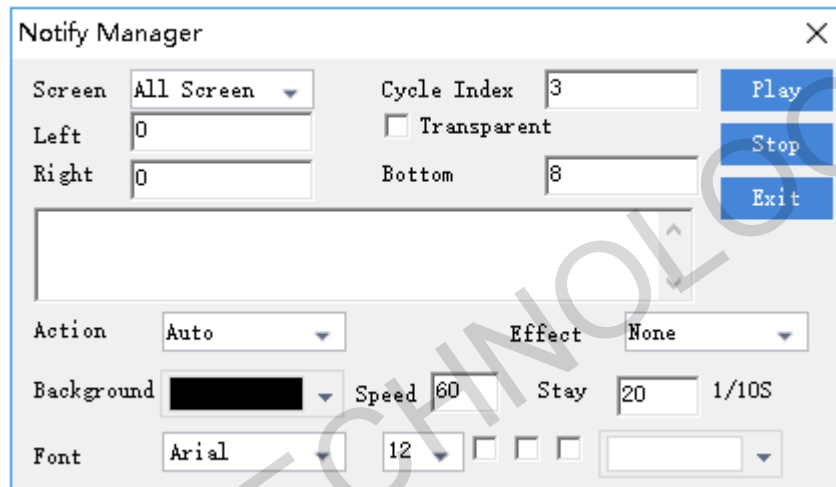 Notify Manager
Screen All Screen Cycle Index 3 Play
Left 0 Transparent Stop
Right 0 Bottom 8 Exit
Action Auto Effect None
Background Speed 60 Stay 20 1/10S
Font Arial 12